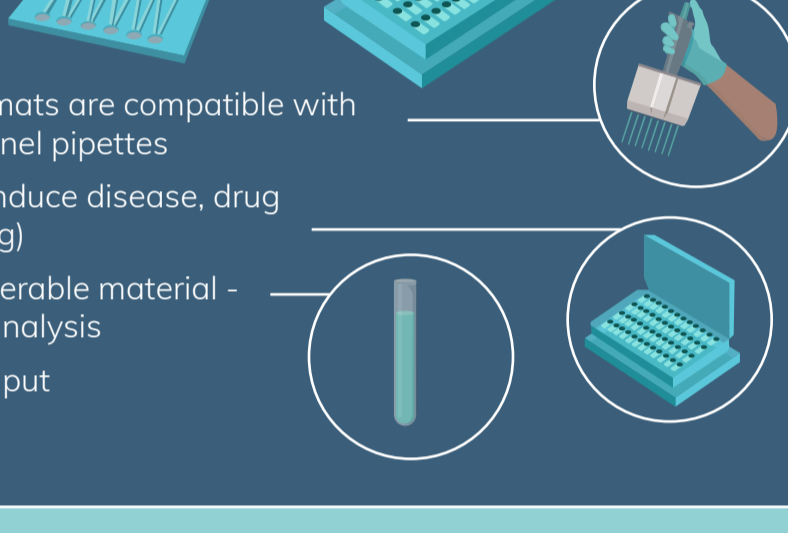 mats are compatible with
nel pipettes
nduce disease, drug
g)
erable material -
nalysis
put